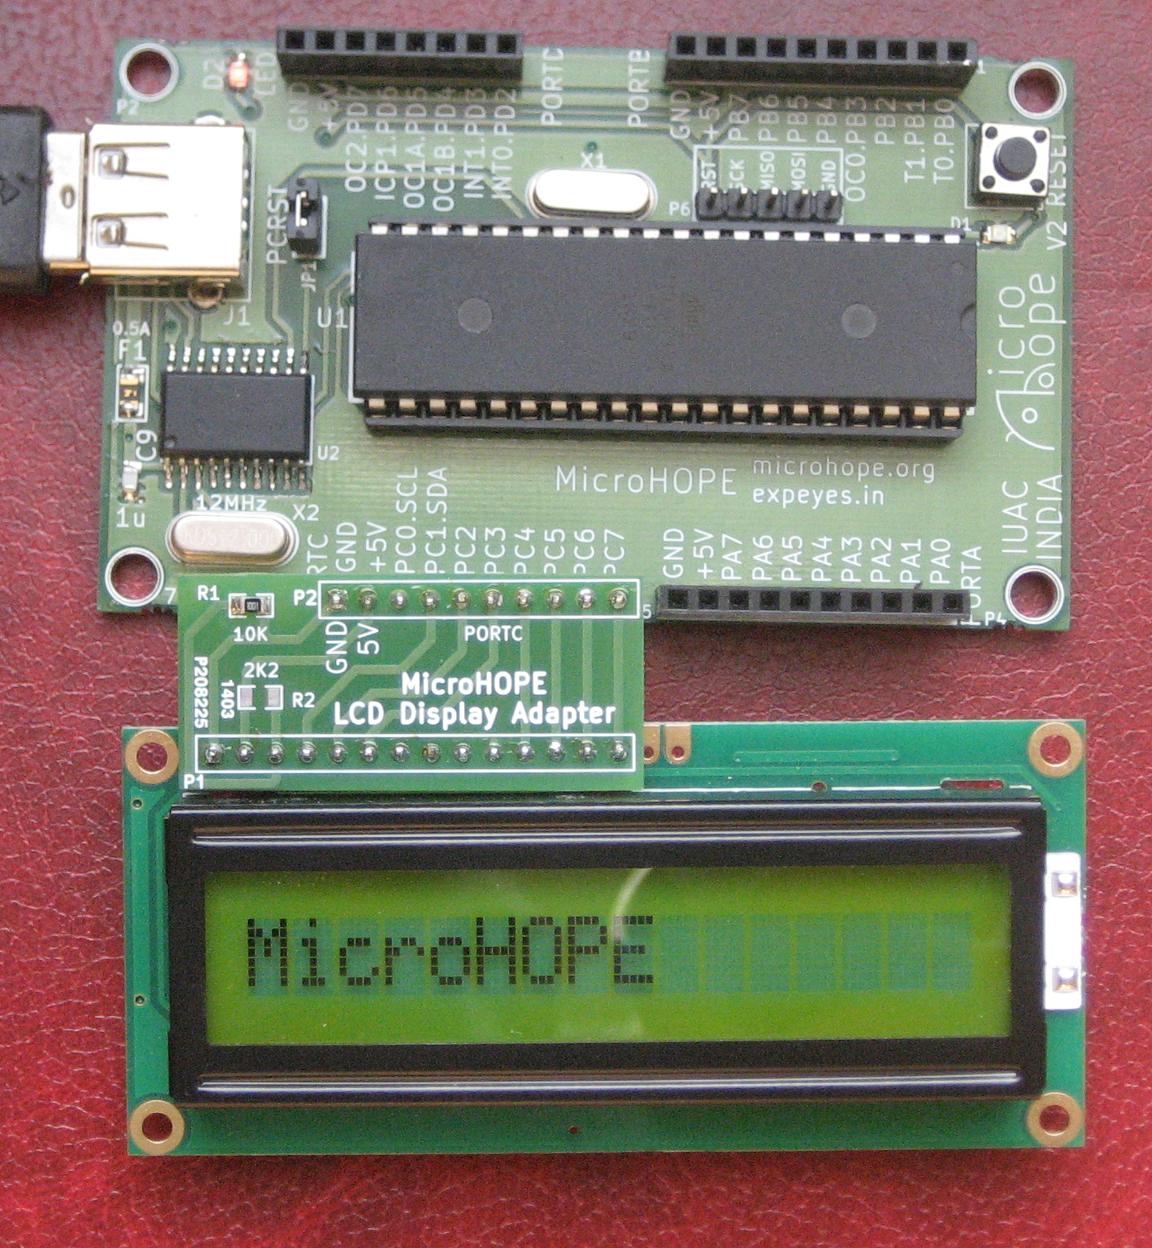 P2
D2
LED
GND
+5V
OC2.PD7
ICP1.PD6
OC1A.PD5
OC1B.PD4
INT1.PD3
INT0.PD2
PORTD
PORTB
GND
+5V
PB7
PB6
PB5
PB4
OC0.PB3
PB2
T1.PB1
T0.PB0
1
X1
P6
RST
SCK
MISO
MOSI
GND
D1
V2 RESET
PCRST
JP1
J1
U1
0.5A
F1
C9
1u
U2
12MHz
X2
micro
hope
MicroHOPE
microhope.org
expeyes.in
IUAC
INDIA
GND
+5V
PC0.SCL
PC1.SDA
PC2
PC3
PC4
PC5
PC6
PC7
GND
+5V
PA7
PA6
PA5
PA4
PA3
PA2
PA1
PA0
PORTA
P4
R1
10K
P2
GND
5V
PORTC
2K2
R2
P208225
1403
MicroHOPE
LCD Display Adapter
P1
MicroHOPE